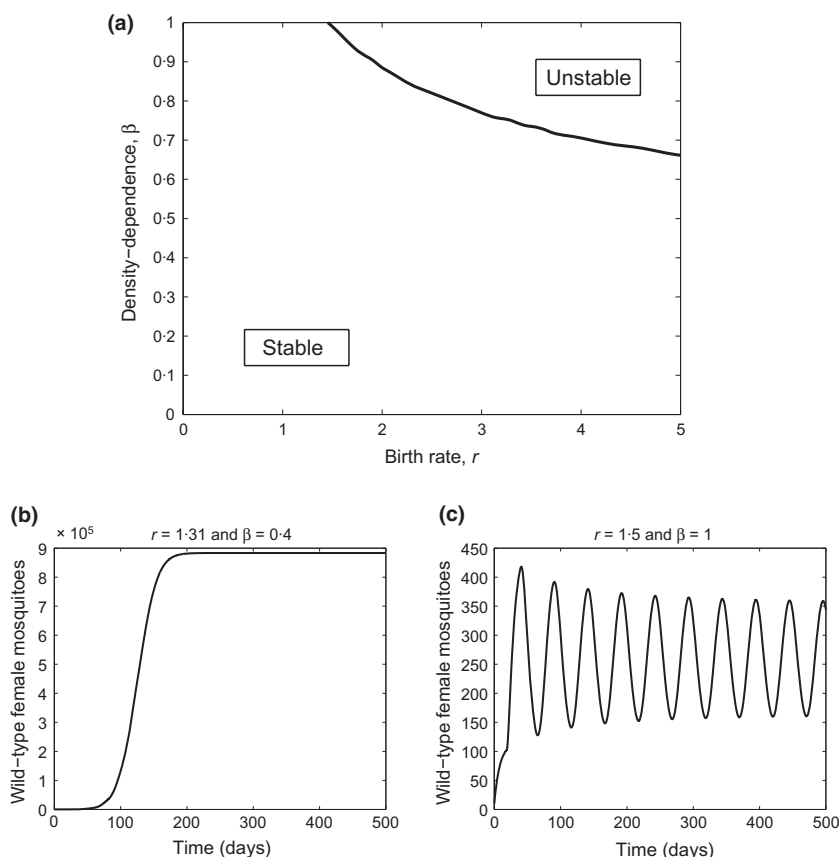 (a)
1
0·9
0·8
0·7
0·6
0·5
0·4
0·3
0·2
0·1
0
Density−dependence, β
Unstable
Stable
0 1 2 3 4 5
Birth rate, r
(b)
× 10⁵
r = 1·31 and β = 0·4
9
8
7
6
5
4
3
2
1
0
Wild−type female mosquitoes
0 100 200 300 400 500
Time (days)
(c)
r = 1·5 and β = 1
450
400
350
300
250
200
150
100
50
0
Wild−type female mosquitoes
0 100 200 300 400 500
Time (days)